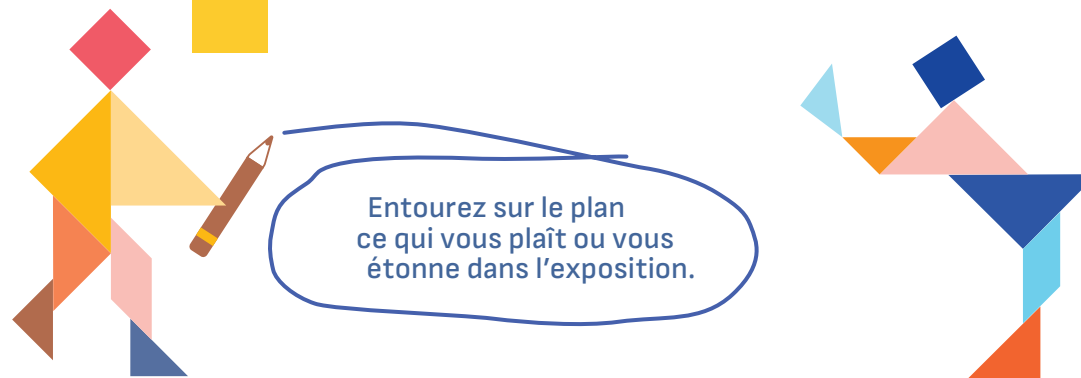 Entourez sur le plan
ce qui vous plaît ou vous
étonne dans l’exposition.